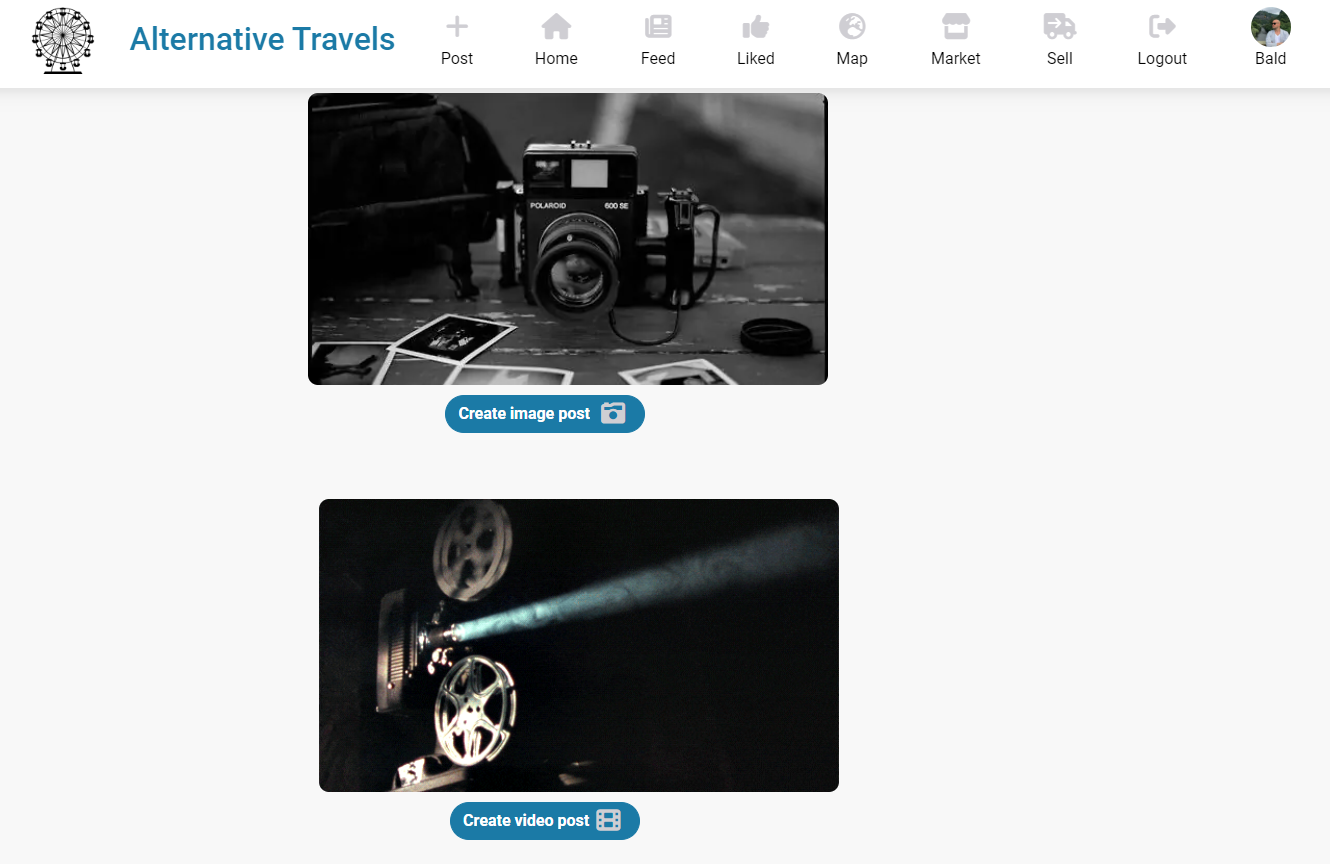 Alternative Travels
Post
Home
Feed
Liked
Map
Market
Sell
Logout
Bald
POLAROID 600 SE
Create image post
Create video post